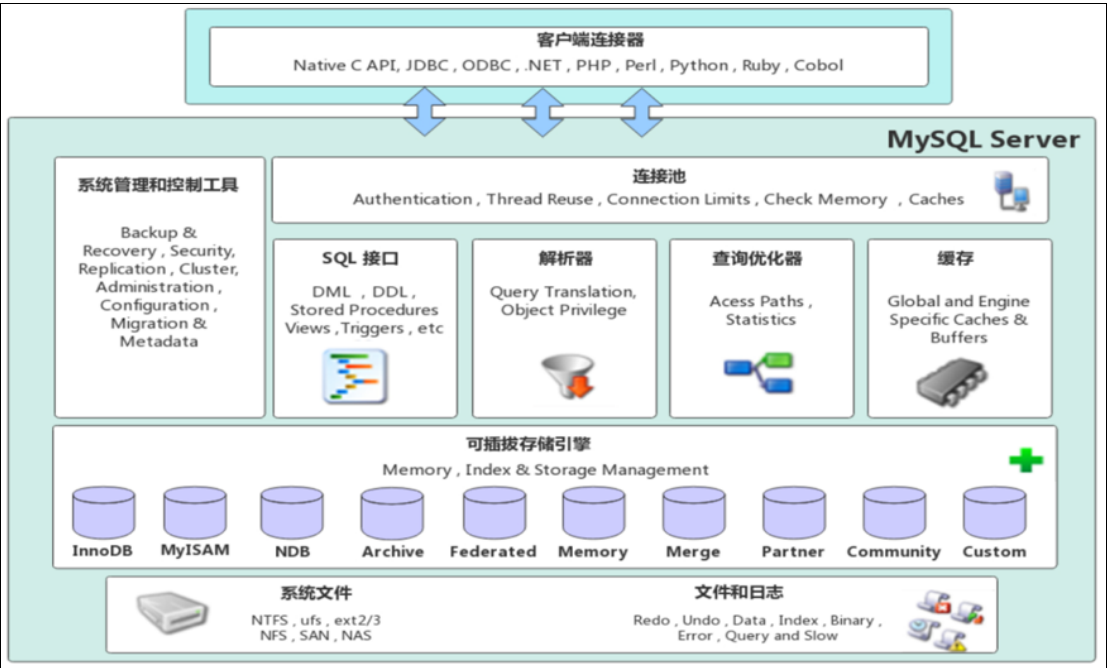 客户端连接器
Native C API, JDBC , ODBC , .NET , PHP , Perl , Python , Ruby , Cobol
MySQL Server
系统管理和控制工具
Backup &
Recovery , Security,
Replication , Cluster,
Administration ,
Configuration ,
Migration &
Metadata
连接池
Authentication , Thread Reuse , Connection Limits , Check Memory , Caches
SQL 接口
DML , DDL ,
Stored Procedures
Views ,Triggers , etc
解析器
Query Translation,
Object Privilege
查询优化器
Acess Paths ,
Statistics
缓存
Global and Engine
Specific Caches &
Buffers
可插拔存储引擎
Memory , Index & Storage Management
InnoDB
MyISAM
NDB
Archive
Federated
Memory
Merge
Partner
Community
Custom
系统文件
NTFS , ufs , ext2/3
NFS , SAN , NAS
文件和日志
Redo , Undo , Data , Index , Binary ,
Error , Query and Slow